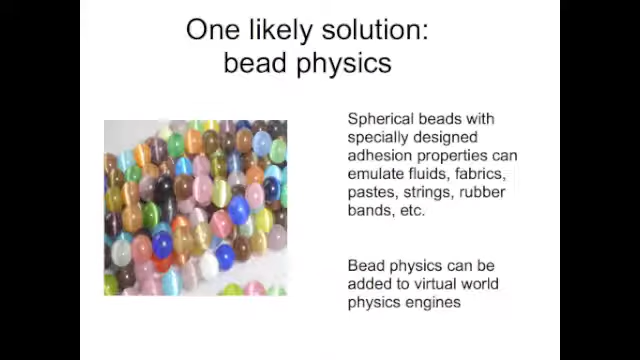 One likely solution:
bead physics
Spherical beads with
specially designed
adhesion properties can
emulate fluids, fabrics,
pastes, strings, rubber
bands, etc.
Bead physics can be
added to virtual world
physics engines